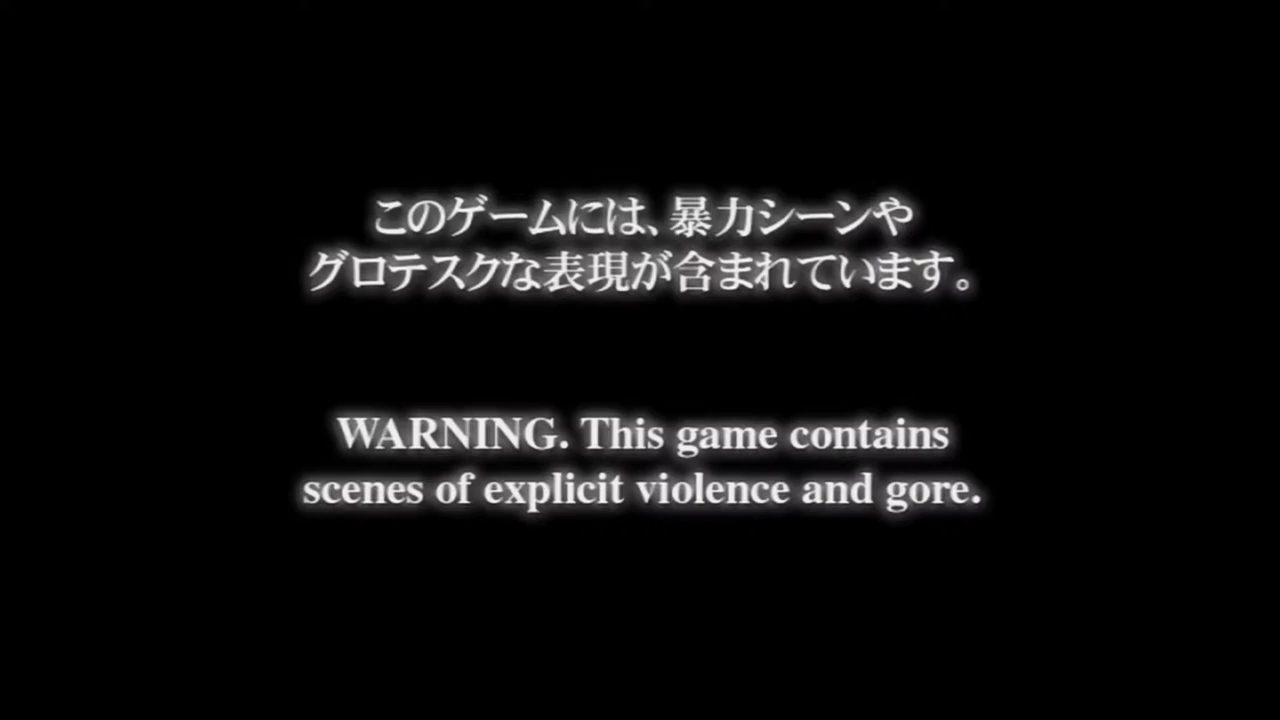 このゲームには、暴力シーンや
グロテスクな表現が含まれています。
WARNING. This game contains
scenes of explicit violence and gore.